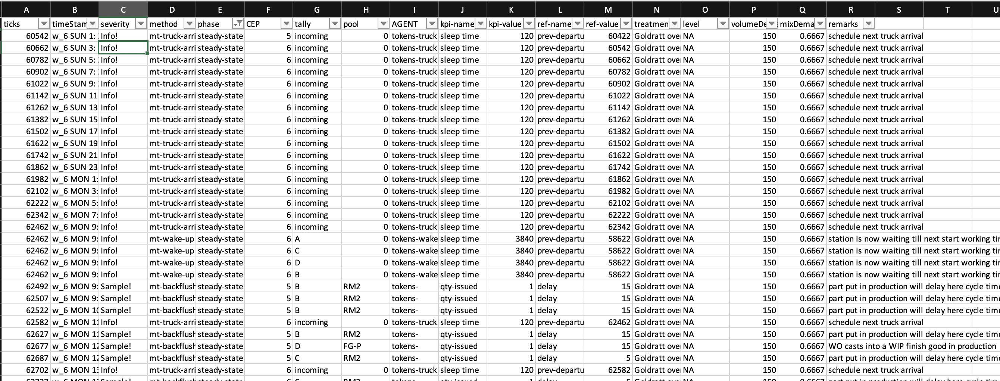 A B C D E F G H I J K L M N O P Q R S T U
ticks timeStam severity method phase CEP tally pool AGENT kpi-name kpi-value ref-name ref-value treatmen level volumeDe mixDema remarks
60542 w_6 SUN 1: Info! mt-truck-arri steady-state 5 incoming 0 tokens-truck sleep time 120 prev-departu 60422 Goldratt ove NA 150 0.6667 schedule next truck arrival
60662 w_6 SUN 3: Info! mt-truck-arri steady-state 6 incoming 0 tokens-truck sleep time 120 prev-departu 60542 Goldratt ove NA 150 0.6667 schedule next truck arrival
60782 w_6 SUN 5: Info! mt-truck-arri steady-state 6 incoming 0 tokens-truck sleep time 120 prev-departu 60662 Goldratt ove NA 150 0.6667 schedule next truck arrival
60902 w_6 SUN 7: Info! mt-truck-arri steady-state 6 incoming 0 tokens-truck sleep time 120 prev-departu 60782 Goldratt ove NA 150 0.6667 schedule next truck arrival
61022 w_6 SUN 9: Info! mt-truck-arri steady-state 6 incoming 0 tokens-truck sleep time 120 prev-departu 60902 Goldratt ove NA 150 0.6667 schedule next truck arrival
61142 w_6 SUN 11 Info! mt-truck-arri steady-state 6 incoming 0 tokens-truck sleep time 120 prev-departu 61022 Goldratt ove NA 150 0.6667 schedule next truck arrival
61262 w_6 SUN 13 Info! mt-truck-arri steady-state 6 incoming 0 tokens-truck sleep time 120 prev-departu 61142 Goldratt ove NA 150 0.6667 schedule next truck arrival
61382 w_6 SUN 15 Info! mt-truck-arri steady-state 6 incoming 0 tokens-truck sleep time 120 prev-departu 61262 Goldratt ove NA 150 0.6667 schedule next truck arrival
61502 w_6 SUN 17 Info! mt-truck-arri steady-state 6 incoming 0 tokens-truck sleep time 120 prev-departu 61382 Goldratt ove NA 150 0.6667 schedule next truck arrival
61622 w_6 SUN 19 Info! mt-truck-arri steady-state 6 incoming 0 tokens-truck sleep time 120 prev-departu 61502 Goldratt ove NA 150 0.6667 schedule next truck arrival
61742 w_6 SUN 21 Info! mt-truck-arri steady-state 6 incoming 0 tokens-truck sleep time 120 prev-departu 61622 Goldratt ove NA 150 0.6667 schedule next truck arrival
61862 w_6 SUN 23 Info! mt-truck-arri steady-state 6 incoming 0 tokens-truck sleep time 120 prev-departu 61742 Goldratt ove NA 150 0.6667 schedule next truck arrival
61982 w_6 MON 1: Info! mt-truck-arri steady-state 6 incoming 0 tokens-truck sleep time 120 prev-departu 61862 Goldratt ove NA 150 0.6667 schedule next truck arrival
62102 w_6 MON 3: Info! mt-truck-arri steady-state 6 incoming 0 tokens-truck sleep time 120 prev-departu 61982 Goldratt ove NA 150 0.6667 schedule next truck arrival
62222 w_6 MON 5: Info! mt-truck-arri steady-state 6 incoming 0 tokens-truck sleep time 120 prev-departu 62102 Goldratt ove NA 150 0.6667 schedule next truck arrival
62342 w_6 MON 7: Info! mt-truck-arri steady-state 6 incoming 0 tokens-truck sleep time 120 prev-departu 62222 Goldratt ove NA 150 0.6667 schedule next truck arrival
62462 w_6 MON 9: Info! mt-truck-arri steady-state 6 incoming 0 tokens-truck sleep time 120 prev-departu 62342 Goldratt ove NA 150 0.6667 schedule next truck arrival
62462 w_6 MON 9: Info! mt-wake-up steady-state 6 A 0 tokens-wake sleep time 3840 prev-departu 58622 Goldratt ove NA 150 0.6667 station is now waiting till next start working tir
62462 w_6 MON 9: Info! mt-wake-up steady-state 6 C 0 tokens-wake sleep time 3840 prev-departu 58622 Goldratt ove NA 150 0.6667 station is now waiting till next start working tir
62462 w_6 MON 9: Info! mt-wake-up steady-state 6 D 0 tokens-wake sleep time 3840 prev-departu 58622 Goldratt ove NA 150 0.6667 station is now waiting till next start working tir
62462 w_6 MON 9: Info! mt-wake-up steady-state 6 B 0 tokens-wake sleep time 3840 prev-departu 58622 Goldratt ove NA 150 0.6667 station is now waiting till next start working tir
62492 w_6 MON 9: Sample! mt-backflush steady-state 5 B RM2 tokens- qty-issued 1 delay 15 Goldratt ove NA 150 0.6667 part put in production will delay here cycle time
62507 w_6 MON 9: Sample! mt-backflush steady-state 5 B RM2 tokens- qty-issued 1 delay 15 Goldratt ove NA 150 0.6667 part put in production will delay here cycle time
62522 w_6 MON 10 Sample! mt-backflush steady-state 5 B RM2 tokens- qty-issued 1 delay 15 Goldratt ove NA 150 0.6667 part put in production will delay here cycle time
62582 w_6 MON 11 Info! mt-truck-arri steady-state 6 incoming 0 tokens-truck sleep time 120 prev-departu 62462 Goldratt ove NA 150 0.6667 schedule next truck arrival
62627 w_6 MON 11 Sample! mt-backflush steady-state 5 B RM2 tokens- qty-issued 1 delay 15 Goldratt ove NA 150 0.6667 part put in production will delay here cycle time
62677 w_6 MON 12 Sample! mt-backflush steady-state 5 D FG-P tokens- qty-issued 1 delay 15 Goldratt ove NA 150 0.6667 WO casts into a WIP finish good in production
62687 w_6 MON 12 Sample! mt-backflush steady-state 5 C RM2 tokens- qty-issued 1 delay 5 Goldratt ove NA 150 0.6667 part put in production will delay here cycle time
62702 w_6 MON 13 Info! mt-truck-arri steady-state 6 incoming 0 tokens-truck sleep time 120 prev-departu 62582 Goldratt ove NA 150 0.6667 schedule next truck arrival